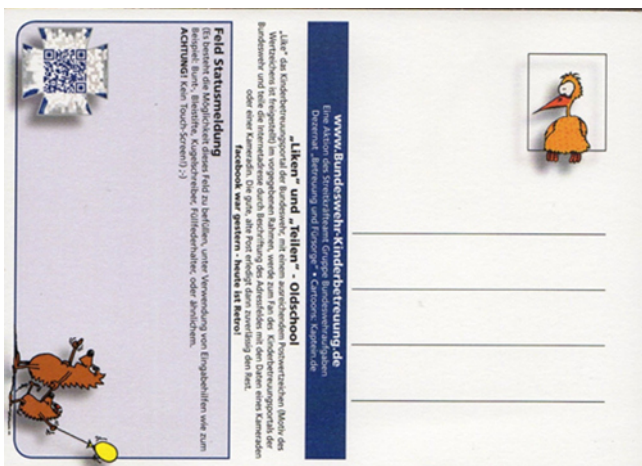 www.Bundeswehr-Kinderbetreuung.de
Eine Aktion des Streitkräfteamt Gruppe Bundeswehraufgaben
Dezernat „Betreuung und Fürsorge“ • Cartoons: Kaptein.de
„Liken“ und „Teilen“ - Oldschool
„Like“ das Kinderbetreuungsportal der Bundeswehr, mit einem ausreichendem Postwertzeichen (Motiv des
Wertzeichens ist freigestellt) im vorgegebenen Rahmen, werde zum Fan des Kinderbetreuungsportals der
Bundeswehr und teile die Internetadresse durch Beschriftung des Adressfeldes mit den Daten eines Kameraden
oder einer Kameradin. Die gute, alte Post erledigt dann zuverlässig den Rest.
facebook war gestern - heute ist Retro!
Feld Statusmeldung
(Es besteht die Möglichkeit dieses Feld zu befüllen, unter Verwendung von Eingabehilfen wie zum
Beispiel: Bunt-, Bleistifte, Kugelschreiber, Füllfederhalter, oder ähnlichem.
ACHTUNG! Kein Touch-Screen!) ;-)